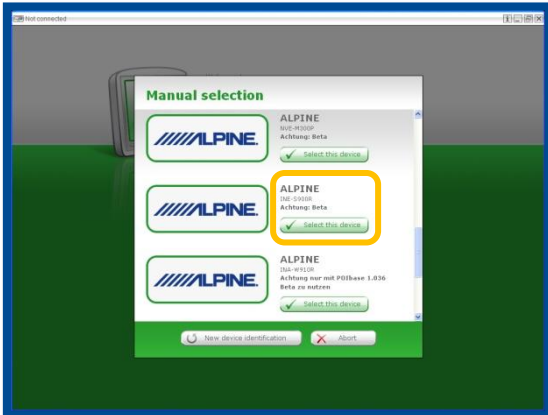 Not connected
Manual selection
ALPINE
NVE-M300P
Achtung: Beta
Select this device
ALPINE
INE-S900R
Achtung: Beta
Select this device
ALPINE
INA-W910R
Achtung nur mit POIbase 1.036
Beta zu nutzen
Select this device
ALPINE.
ALPINE.
ALPINE.
New device identification
Abort